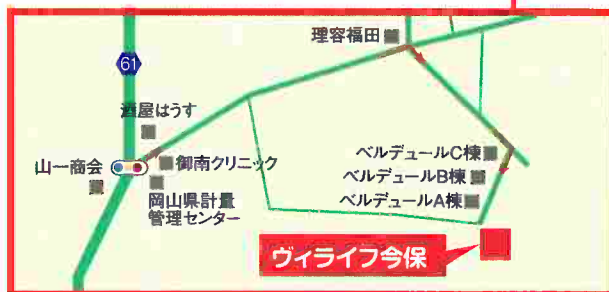 理容福田
61
酒屋はうす
山一商会
御南クリニック
岡山県計量
管理センター
ベルデュールC棟
ベルデュールB棟
ベルデュールA棟
ヴィライフ今保